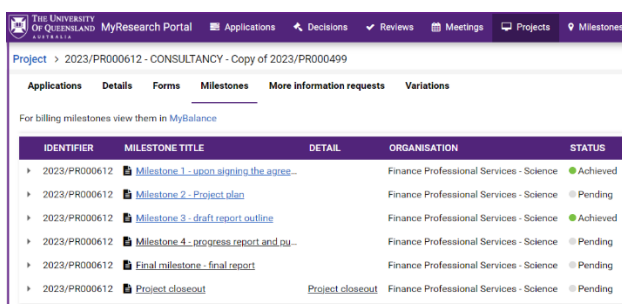 THE UNIVERSITY
OF QUEENSLAND
AUSTRALIA
MyResearch Portal Applications Decisions Reviews Meetings Projects Milestones
Project > 2023/PR000612 - CONSULTANCY - Copy of 2023/PR000499
Applications Details Forms Milestones More information requests Variations
For billing milestones view them in MyBalance
IDENTIFIER MILESTONE TITLE DETAIL ORGANISATION STATUS
2023/PR000612 Milestone 1 - upon signing the agree... Finance Professional Services - Science Achieved
2023/PR000612 Milestone 2 - Project plan Finance Professional Services - Science Pending
2023/PR000612 Milestone 3 - draft report outline Finance Professional Services - Science Achieved
2023/PR000612 Milestone 4 - progress report and pu... Finance Professional Services - Science Pending
2023/PR000612 Final milestone - final report Finance Professional Services - Science Pending
2023/PR000612 Project closeout Project closeout Finance Professional Services - Science Pending